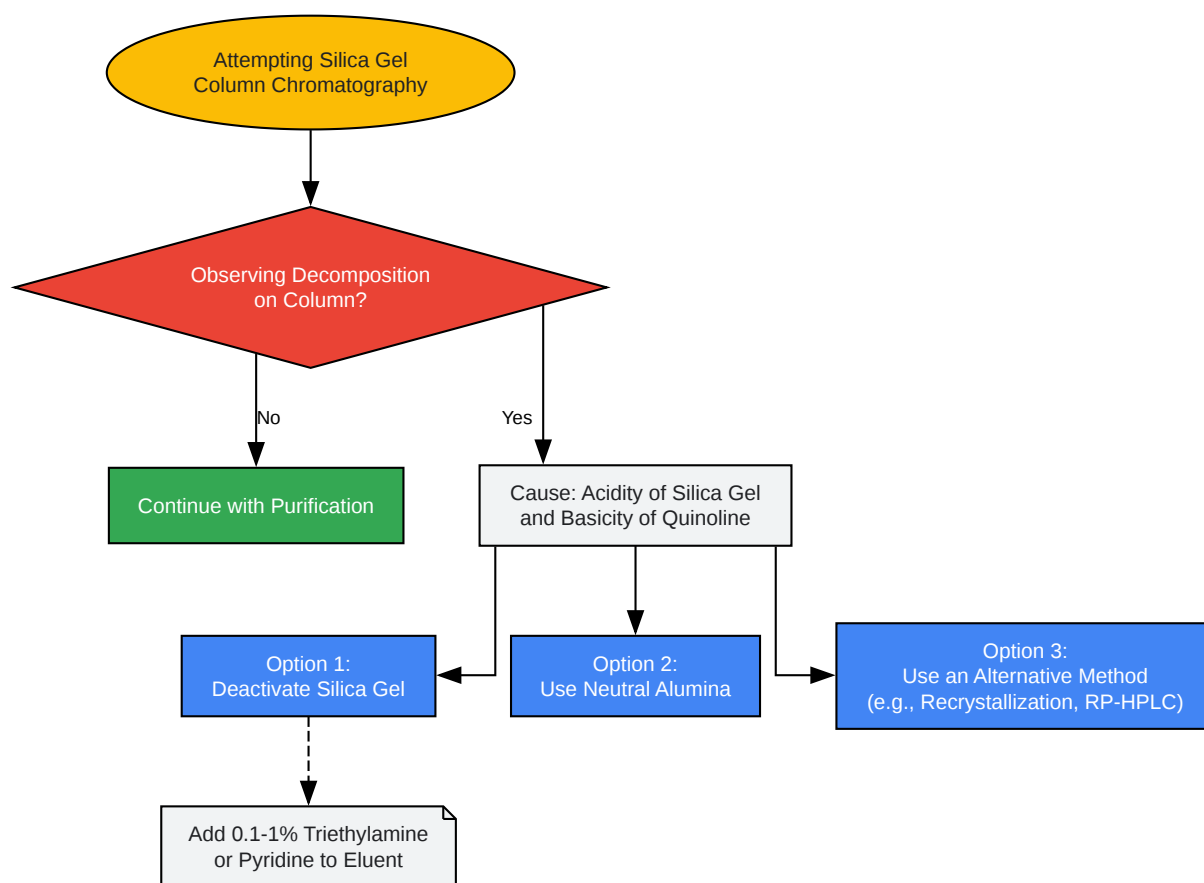 Attempting Silica Gel
Column Chromatography
Observing Decomposition
on Column?
No
Yes
Continue with Purification
Cause: Acidity of Silica Gel
and Basicity of Quinoline
Option 1:
Deactivate Silica Gel
Option 2:
Use Neutral Alumina
Option 3:
Use an Alternative Method
(e.g., Recrystallization, RP-HPLC)
Add 0.1-1% Triethylamine
or Pyridine to Eluent